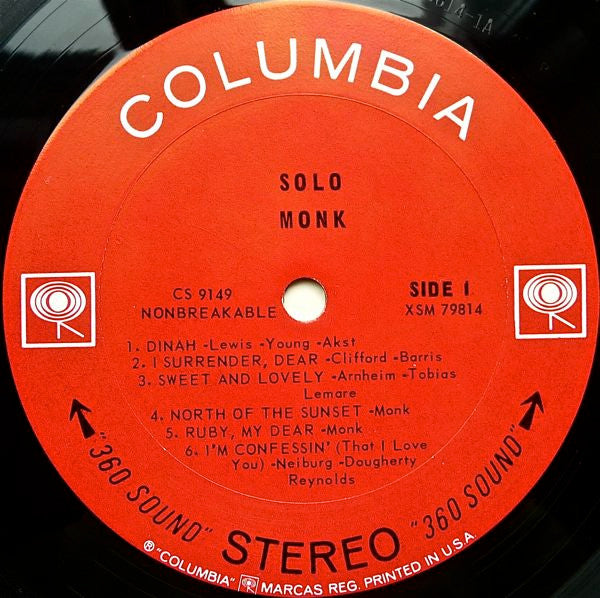 COLUMBIA
SOLO
MONK
CS 9149
NONBREAKABLE
SIDE 1
XSM 79814
1. DINAH -Lewis -Young -Akst
2. I SURRENDER, DEAR -Clifford -Barris
3. SWEET AND LOVELY -Arnheim -Tobias
Lemare
4. NORTH OF THE SUNSET -Monk
5. RUBY, MY DEAR -Monk
6. I'M CONFESSIN' (That I Love
You) -Neiburg -Dougherty
Reynolds
"360 SOUND" STEREO "360 SOUND"
® "COLUMBIA" MARCAS REG. PRINTED IN U.S.A.